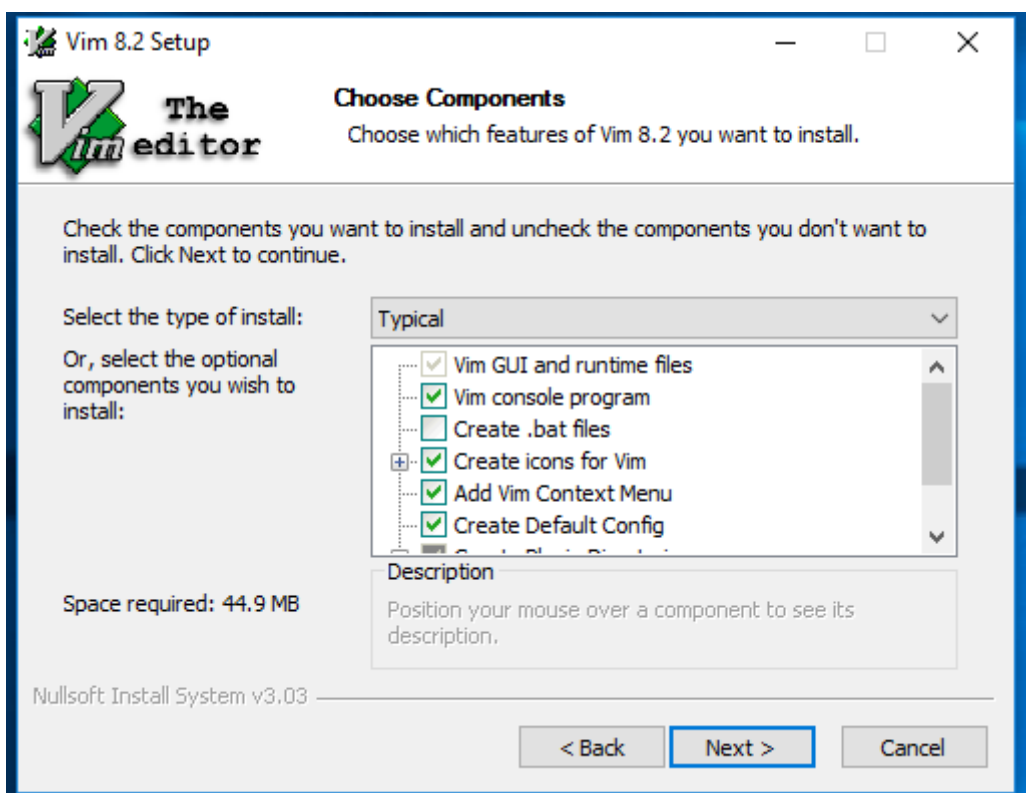 Vim 8.2 Setup
The
Vim editor
Choose Components
Choose which features of Vim 8.2 you want to install.
Check the components you want to install and uncheck the components you don't want to
install. Click Next to continue.
Select the type of install:
Typical
Or, select the optional
components you wish to
install:
Vim GUI and runtime files
Vim console program
Create .bat files
Create icons for Vim
Add Vim Context Menu
Create Default Config
Space required: 44.9 MB
Description
Position your mouse over a component to see its
description.
Nullsoft Install System v3.03
< Back
Next >
Cancel